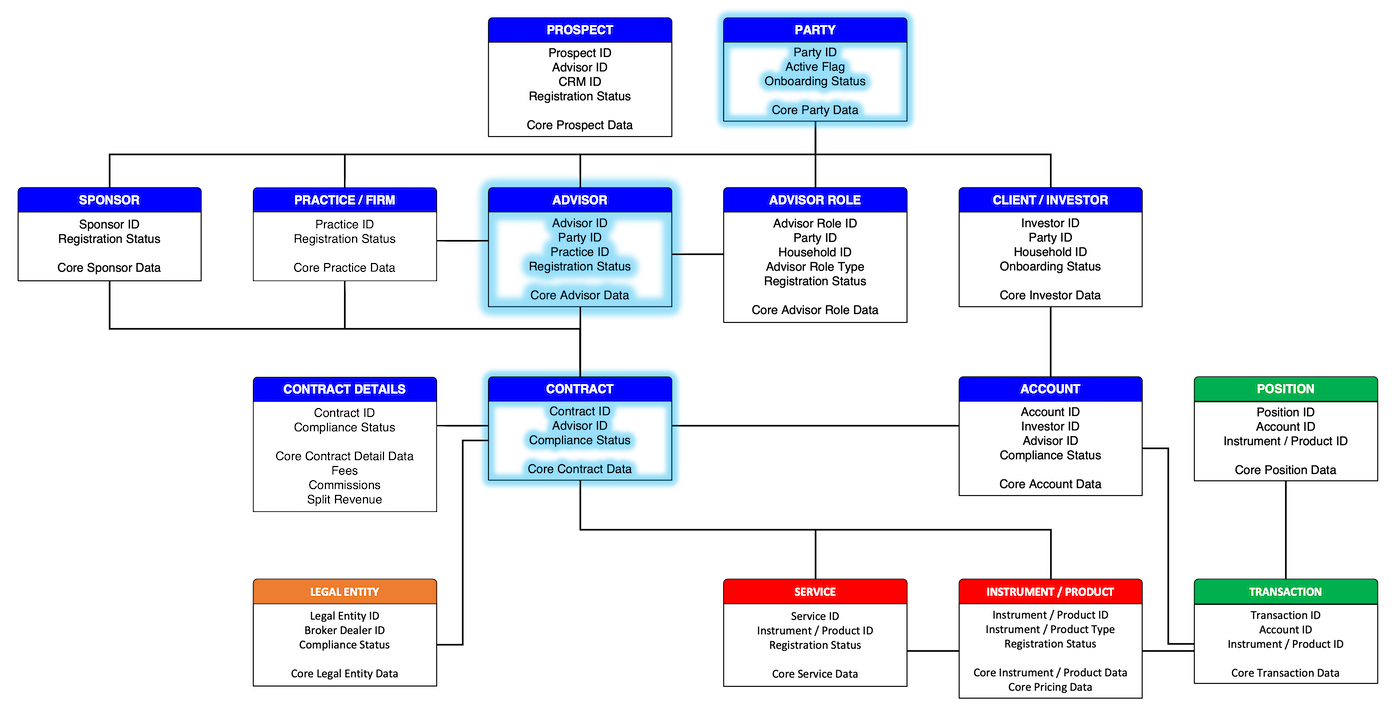 PROSPECT
Prospect ID
Advisor ID
CRM ID
Registration Status
Core Prospect Data
PARTY
Party ID
Active Flag
Onboarding Status
Core Party Data
SPONSOR
Sponsor ID
Registration Status
Core Sponsor Data
PRACTICE / FIRM
Practice ID
Registration Status
Core Practice Data
ADVISOR
Advisor ID
Party ID
Practice ID
Registration Status
Core Advisor Data
ADVISOR ROLE
Advisor Role ID
Party ID
Household ID
Advisor Role Type
Registration Status
Core Advisor Role Data
CLIENT / INVESTOR
Investor ID
Party ID
Household ID
Onboarding Status
Core Investor Data
CONTRACT DETAILS
Contract ID
Compliance Status
Core Contract Detail Data
Fees
Commissions
Split Revenue
CONTRACT
Contract ID
Advisor ID
Compliance Status
Core Contract Data
ACCOUNT
Account ID
Investor ID
Advisor ID
Compliance Status
Core Account Data
POSITION
Position ID
Account ID
Instrument / Product ID
Core Position Data
LEGAL ENTITY
Legal Entity ID
Broker Dealer ID
Compliance Status
Core Legal Entity Data
SERVICE
Service ID
Instrument / Product ID
Registration Status
Core Service Data
INSTRUMENT / PRODUCT
Instrument / Product ID
Instrument / Product Type
Registration Status
Core Instrument / Product Data
Core Pricing Data
TRANSACTION
Transaction ID
Account ID
Instrument / Product ID
Core Transaction Data